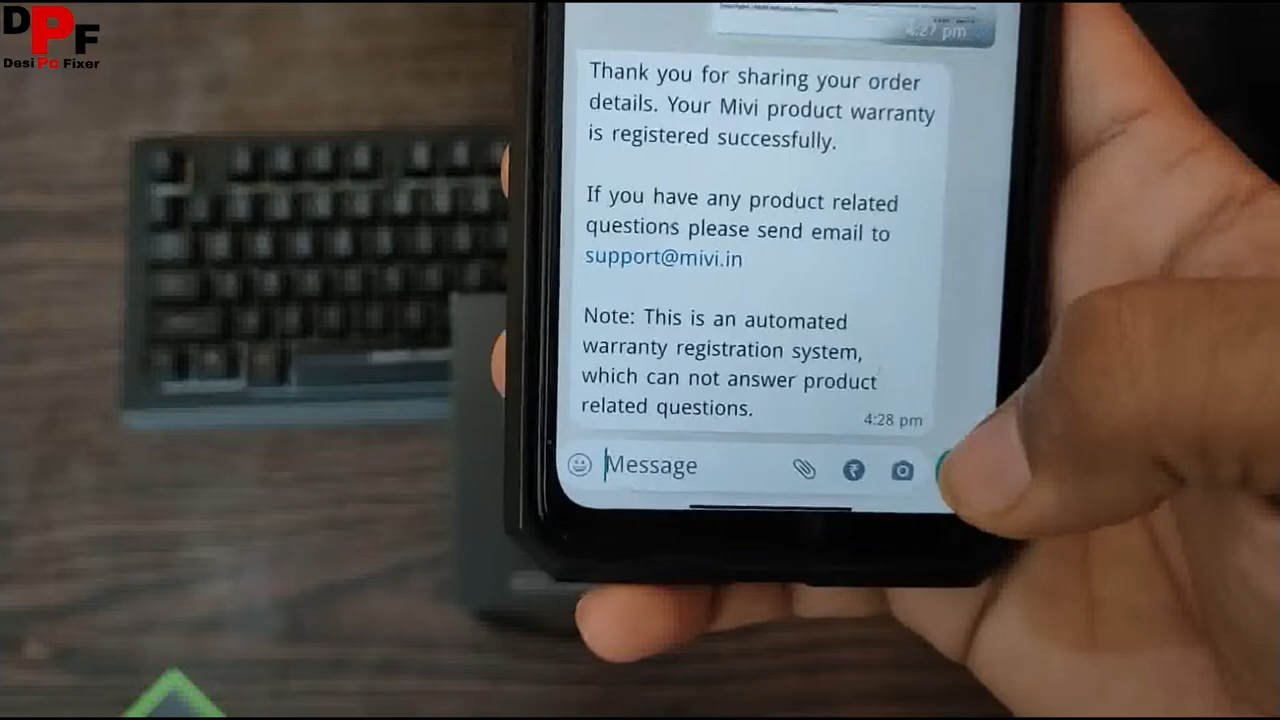 DPF
Desi Pc Fixer
4:27 pm
Thank you for sharing your order
details. Your Mivi product warranty
is registered successfully.
If you have any product related
questions please send email to
support@mivi.in
Note: This is an automated
warranty registration system,
which can not answer product
related questions.
4:28 pm
Message